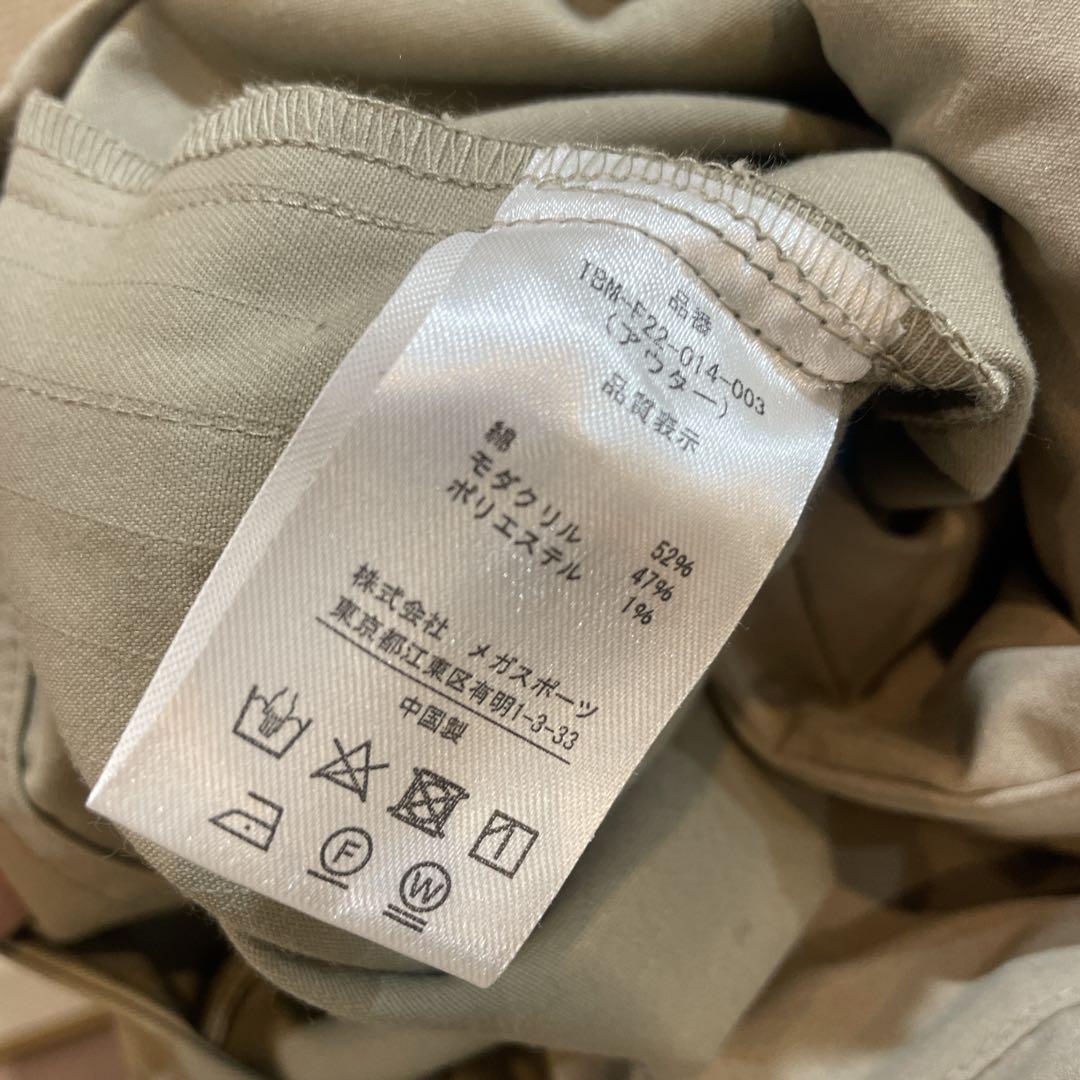 品番
TBM-F22-014-003
(アウター)
品質表示
綿 52%
モダクリル 47%
ポリエステル 1%
株式会社 メガスポーツ
東京都江東区有明1-3-33
中国製
F
W